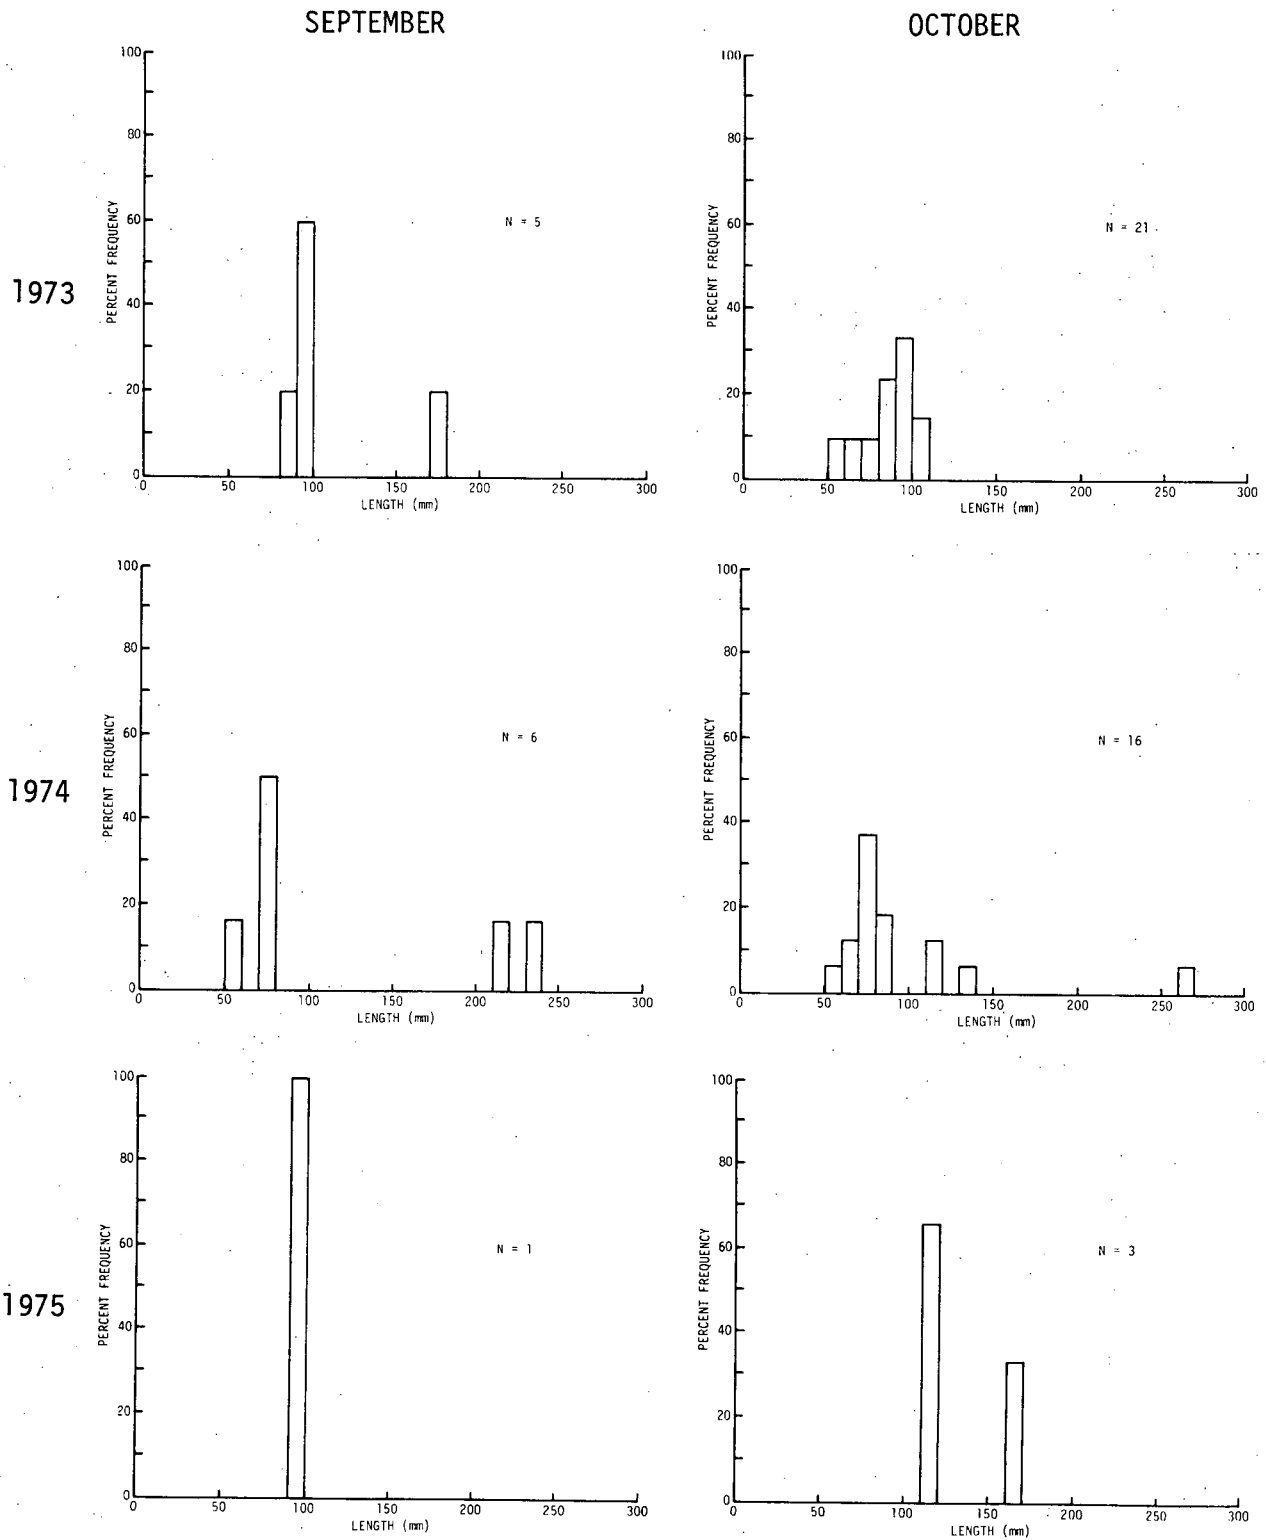 SEPTEMBER
OCTOBER
1973
PERCENT FREQUENCY
100
80
60
40
20
0
N = 5
0 50 100 150 200 250 300
LENGTH (mm)
PERCENT FREQUENCY
100
80
60
40
20
0
N = 21
0 50 100 150 200 250 300
LENGTH (mm)
1974
PERCENT FREQUENCY
100
80
60
40
20
0
N = 6
0 50 100 150 200 250 300
LENGTH (mm)
PERCENT FREQUENCY
100
80
60
40
20
0
N = 16
0 50 100 150 200 250 300
LENGTH (mm)
1975
PERCENT FREQUENCY
100
80
60
40
20
0
N = 1
0 50 100 150 200 250 300
LENGTH (mm)
PERCENT FREQUENCY
100
80
60
40
20
0
N = 3
0 50 100 150 200 250 300
LENGTH (mm)